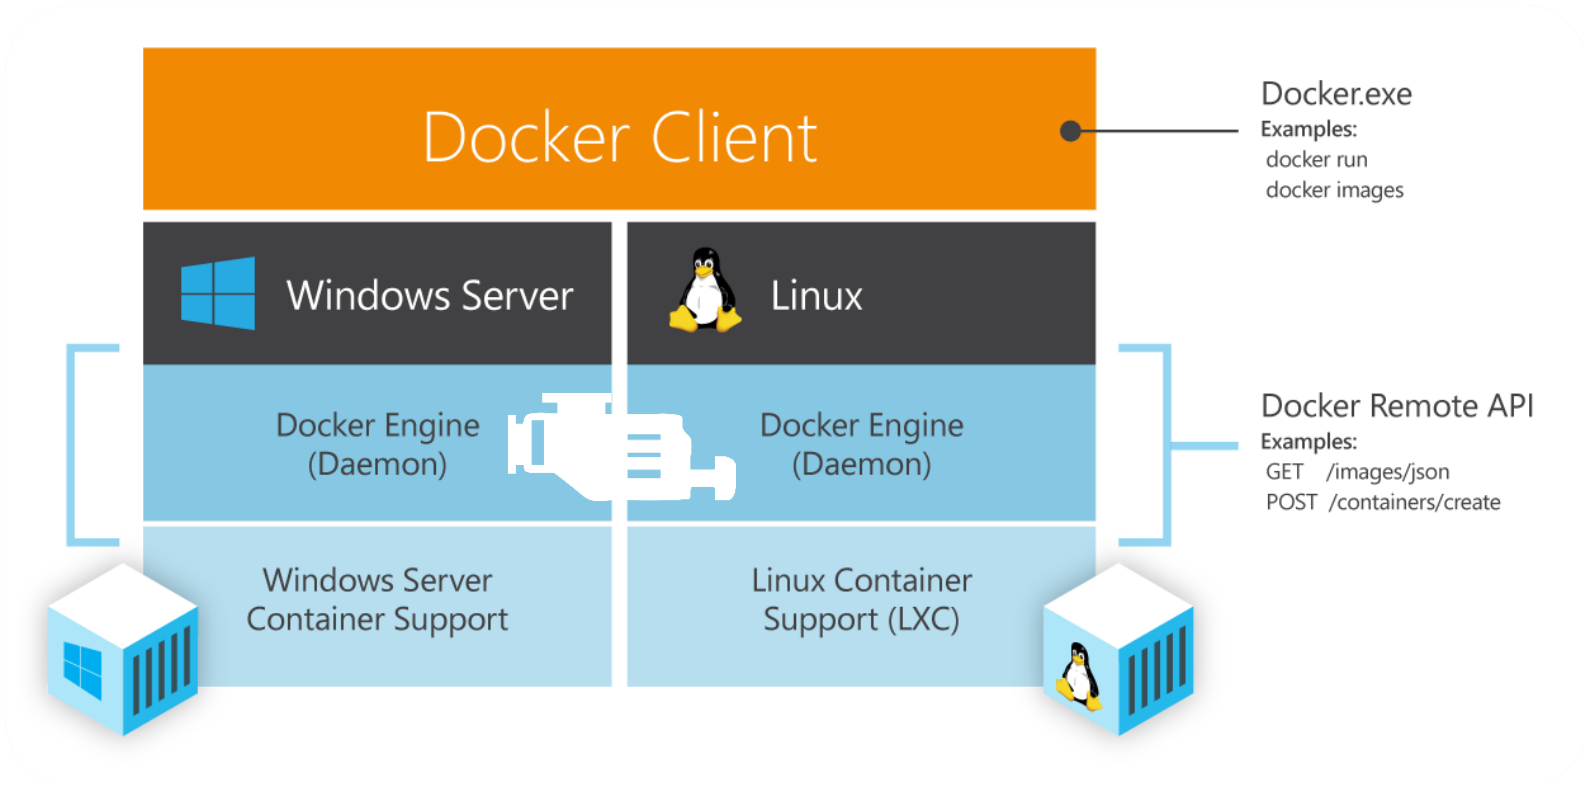 Docker Client
Docker.exe
Examples:
docker run
docker images
Windows Server
Linux
Docker Engine
(Daemon)
Docker Engine
(Daemon)
Docker Remote API
Examples:
GET /images/json
POST /containers/create
Windows Server
Container Support
Linux Container
Support (LXC)